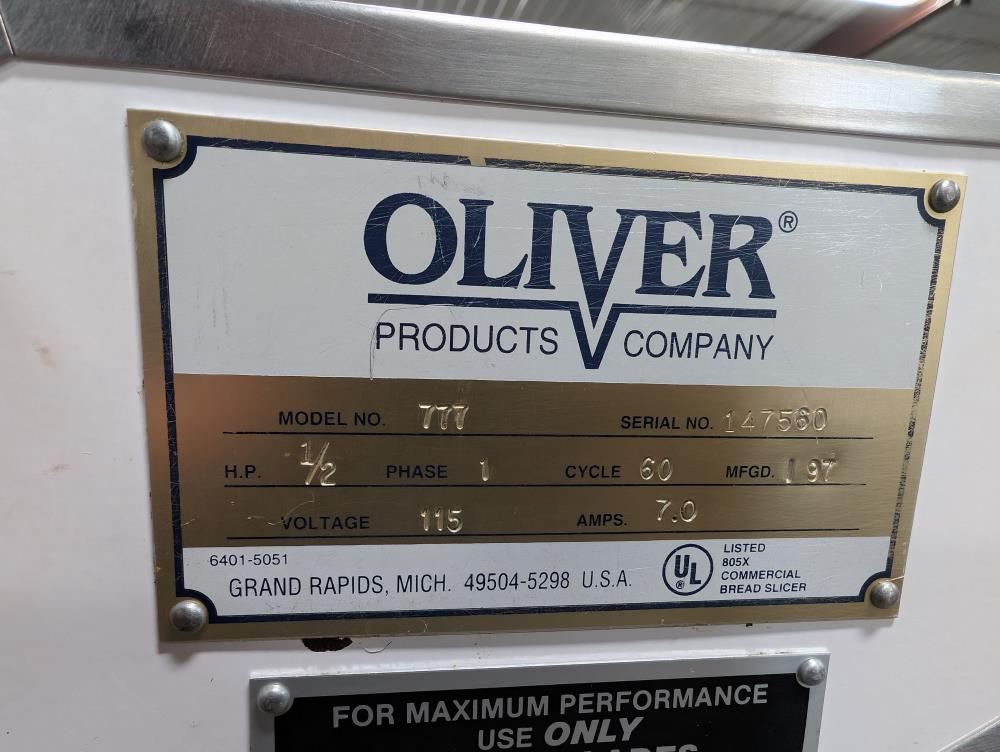 OLIVER®
PRODUCTS COMPANY
MODEL NO. 777 SERIAL NO. 147560
H.P. 1/2 PHASE 1 CYCLE 60 MFGD. 1 97
VOLTAGE 115 AMPS. 7.0
6401-5051
GRAND RAPIDS, MICH. 49504-5298 U.S.A.
UL
LISTED
805X
COMMERCIAL
BREAD SLICER
FOR MAXIMUM PERFORMANCE
USE ONLY